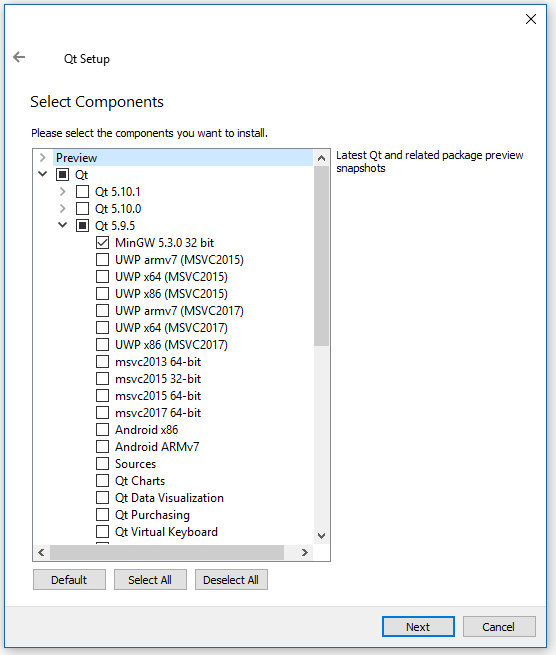 Qt Setup
Select Components
Please select the components you want to install.
Preview
Latest Qt and related package preview
snapshots
Qt
Qt 5.10.1
Qt 5.10.0
Qt 5.9.5
MinGW 5.3.0 32 bit
UWP armv7 (MSVC2015)
UWP x64 (MSVC2015)
UWP x86 (MSVC2015)
UWP armv7 (MSVC2017)
UWP x64 (MSVC2017)
UWP x86 (MSVC2017)
msvc2013 64-bit
msvc2015 32-bit
msvc2015 64-bit
msvc2017 64-bit
Android x86
Android ARMv7
Sources
Qt Charts
Qt Data Visualization
Qt Purchasing
Qt Virtual Keyboard
Default Select All Deselect All
Next Cancel